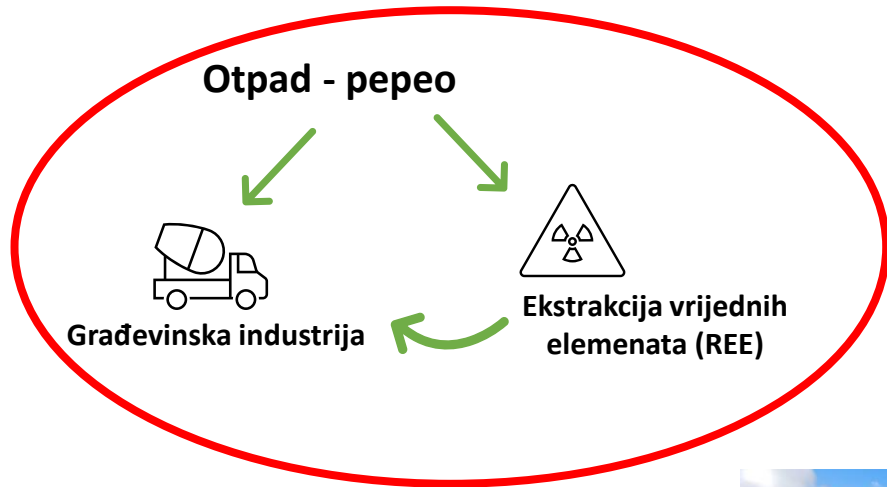 Otpad - pepeo
Građevinska industrija
Ekstrakcija vrijednih
elemenata (REE)